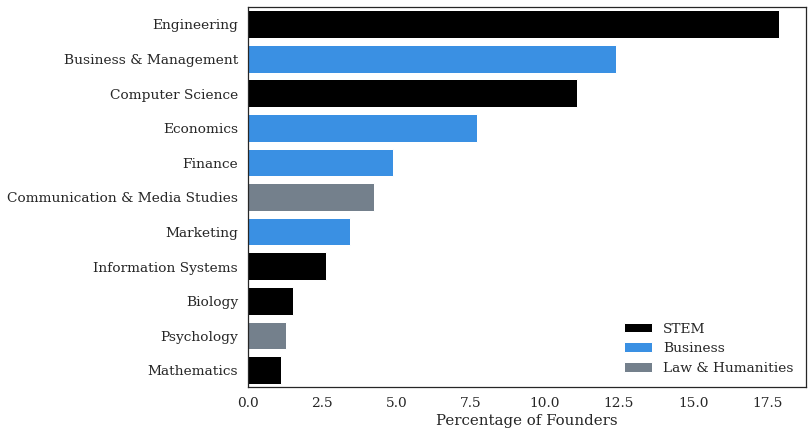 Engineering
Business & Management
Computer Science
Economics
Finance
Communication & Media Studies
Marketing
Information Systems
Biology
Psychology
Mathematics
STEM
Business
Law & Humanities
0.0 2.5 5.0 7.5 10.0 12.5 15.0 17.5
Percentage of Founders